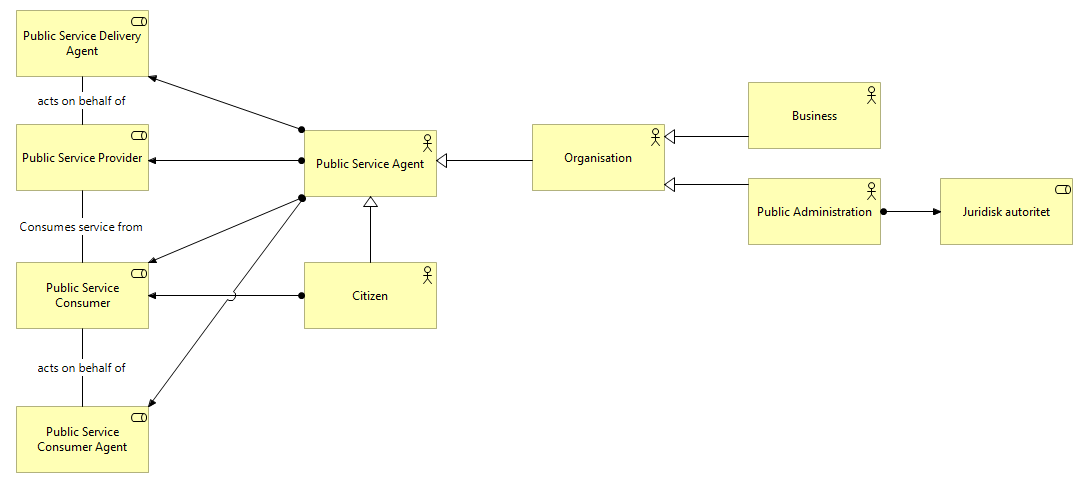 Public Service Delivery
Agent
acts on behalf of
Public Service Provider
Consumes service from
Public Service
Consumer
acts on behalf of
Public Service
Consumer Agent
Public Service Agent
Citizen
Organisation
Business
Public Administration
Juridisk autoritet